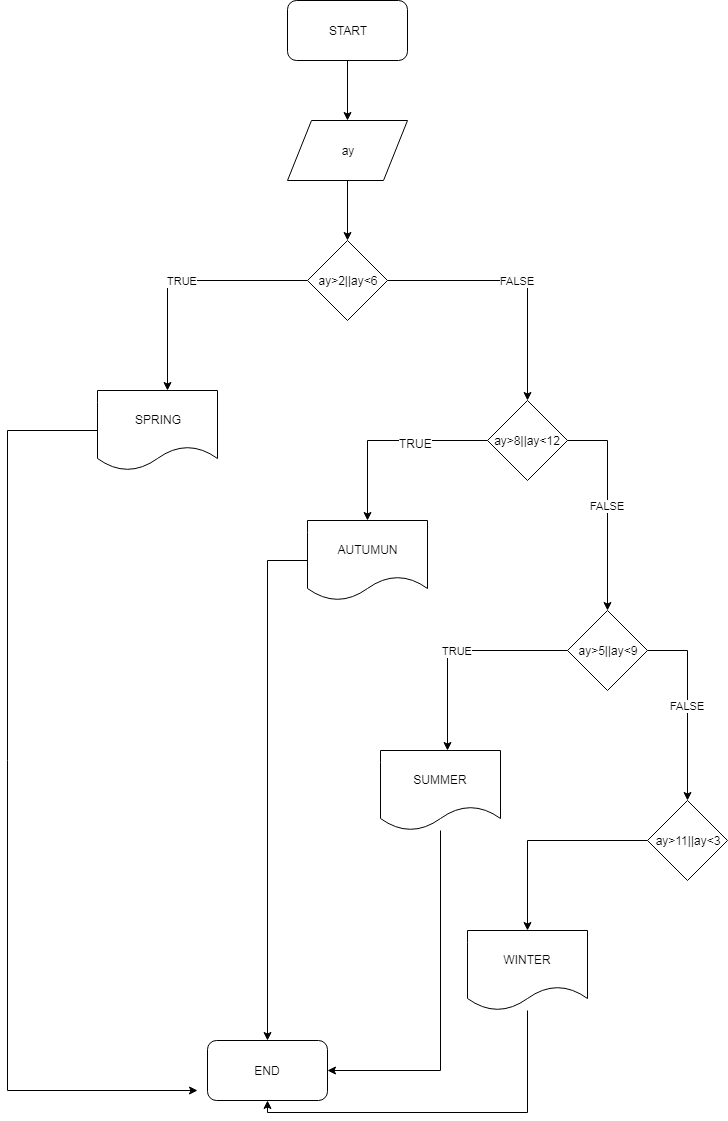 START
ay
ay>2||ay<6
TRUE
FALSE
SPRING
ay>8||ay<12
TRUE
FALSE
AUTUMUN
ay>5||ay<9
TRUE
FALSE
SUMMER
ay>11||ay<3
WINTER
END